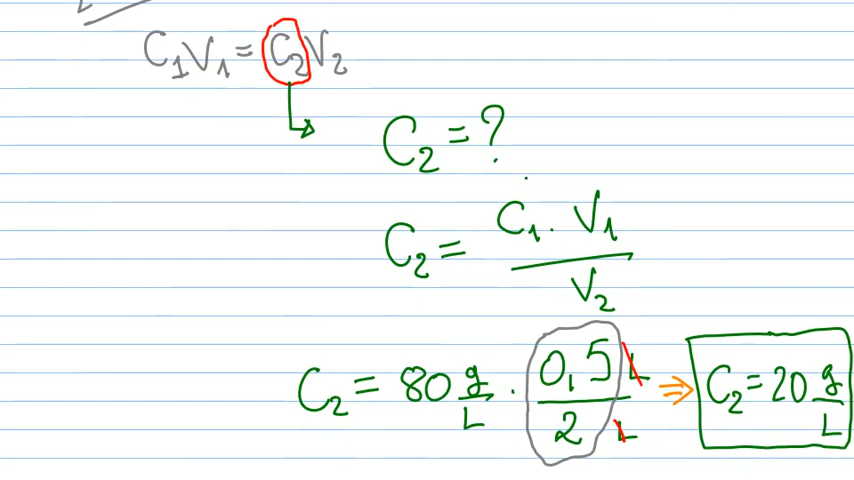 C₁V₁ = C₂V₂
C₂ = ?
C₂ = C₁ · V₁ / V₂
C₂ = 80 g/L · 0,5 L / 2 L ⇒ C₂ = 20 g/L